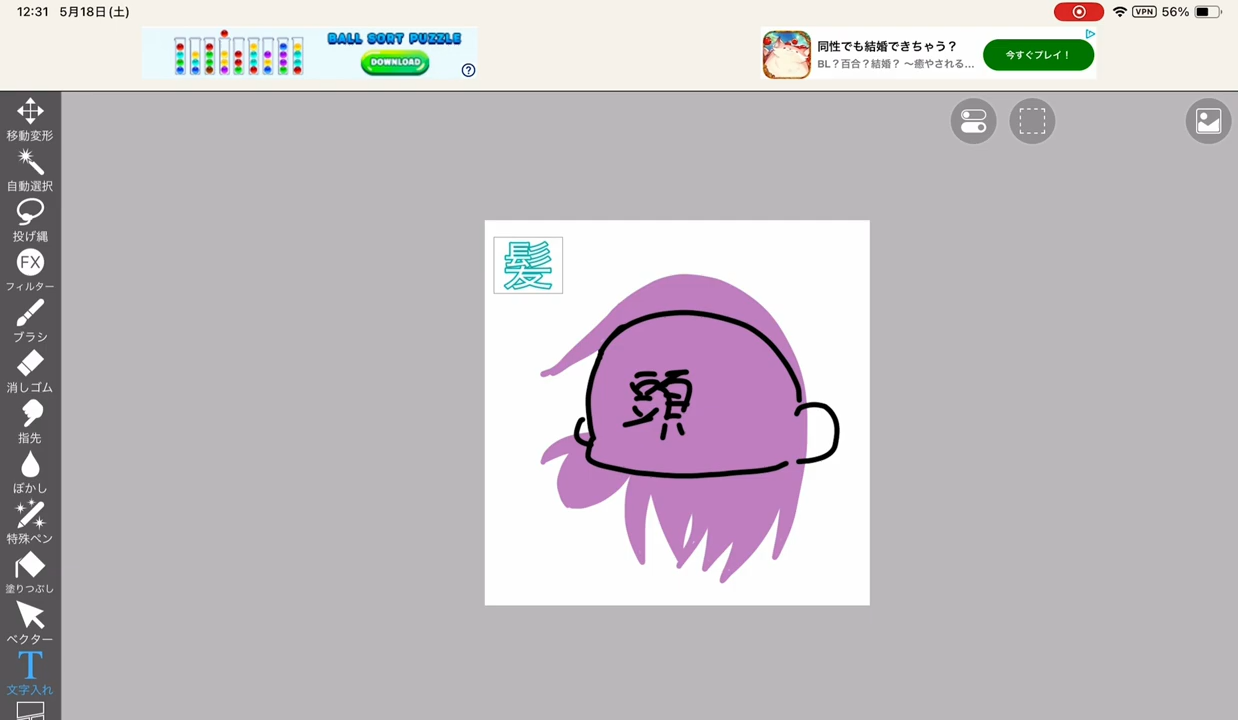 12:31 5月18日(土)
VPN 56%
BALL SORT PUZZLE
DOWNLOAD
?
同性でも結婚できちゃう？
BL？百合？結婚？ 〜癒やされる...
今すぐプレイ！
移動変形
自動選択
投げ縄
FX
フィルター
ブラシ
消しゴム
指先
ぼかし
特殊ペン
塗りつぶし
ベクター
T
文字入れ
髪
頭